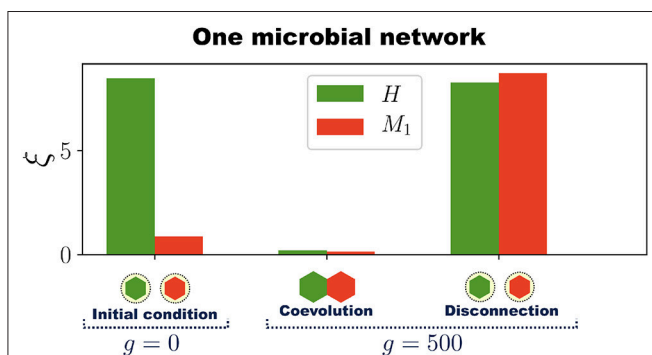 One microbial network
H
M₁
ξ
5
0
Initial condition
Coevolution
Disconnection
g = 0
g = 500